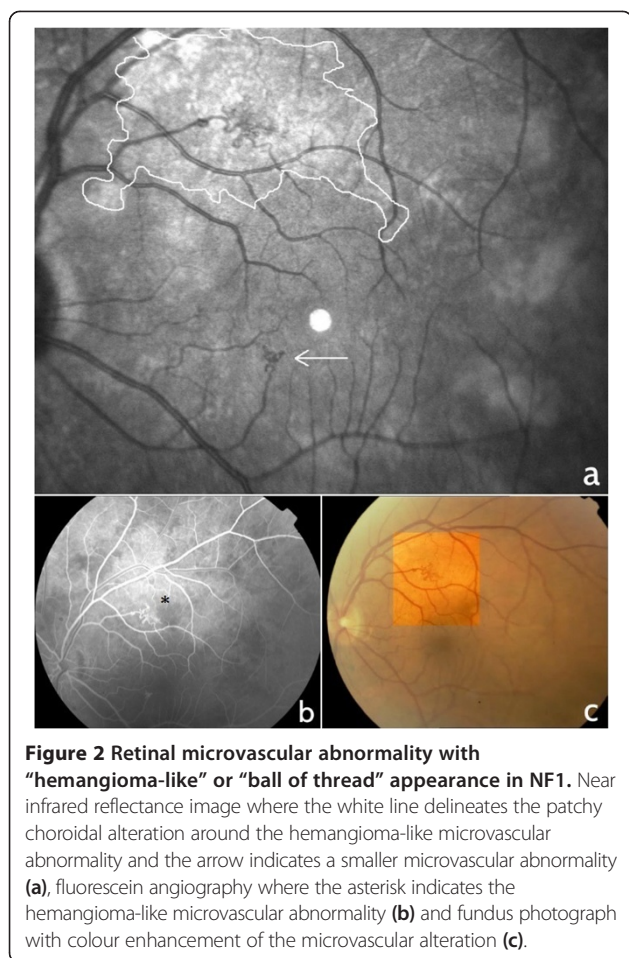 a
*
b
c
Figure 2 Retinal microvascular abnormality with
“hemangioma-like” or “ball of thread” appearance in NF1. Near
infrared reflectance image where the white line delineates the patchy
choroidal alteration around the hemangioma-like microvascular
abnormality and the arrow indicates a smaller microvascular abnormality
(a), fluorescein angiography where the asterisk indicates the
hemangioma-like microvascular abnormality (b) and fundus photograph
with colour enhancement of the microvascular alteration (c).